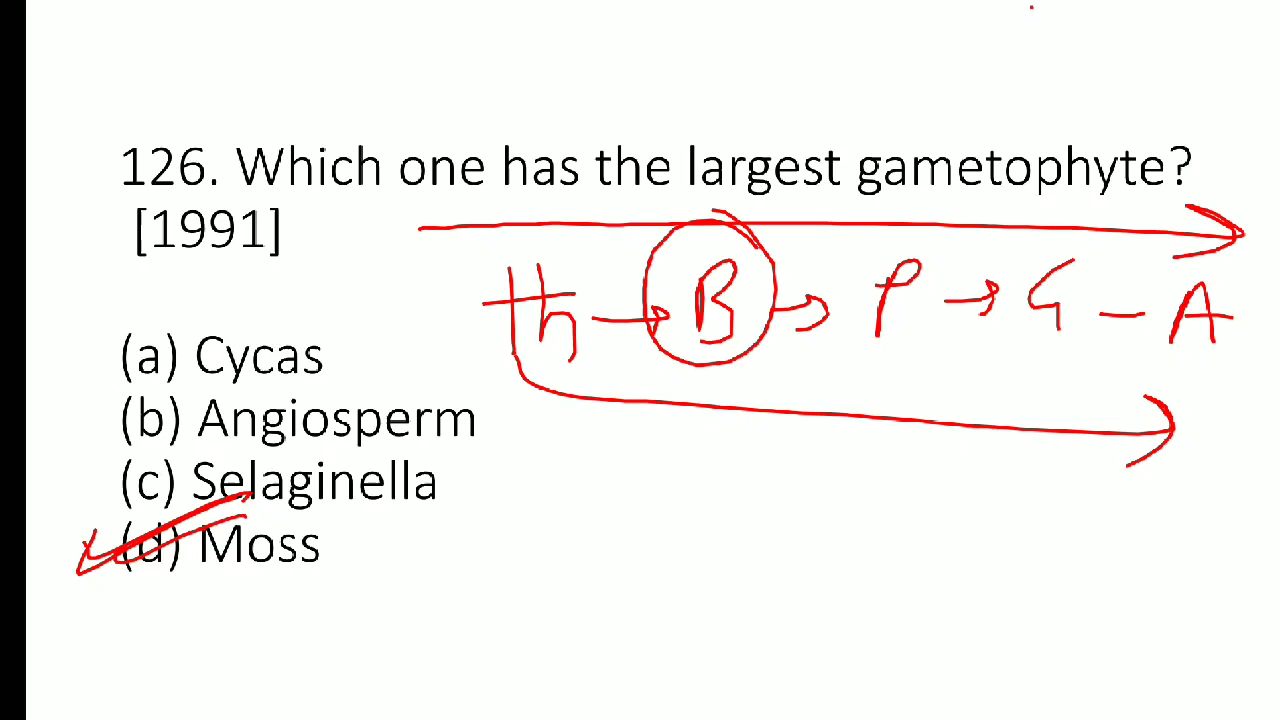 126. Which one has the largest gametophyte?
[1991]
Th → B → P → G - A
(a) Cycas
(b) Angiosperm
(c) Selaginella
(d) Moss